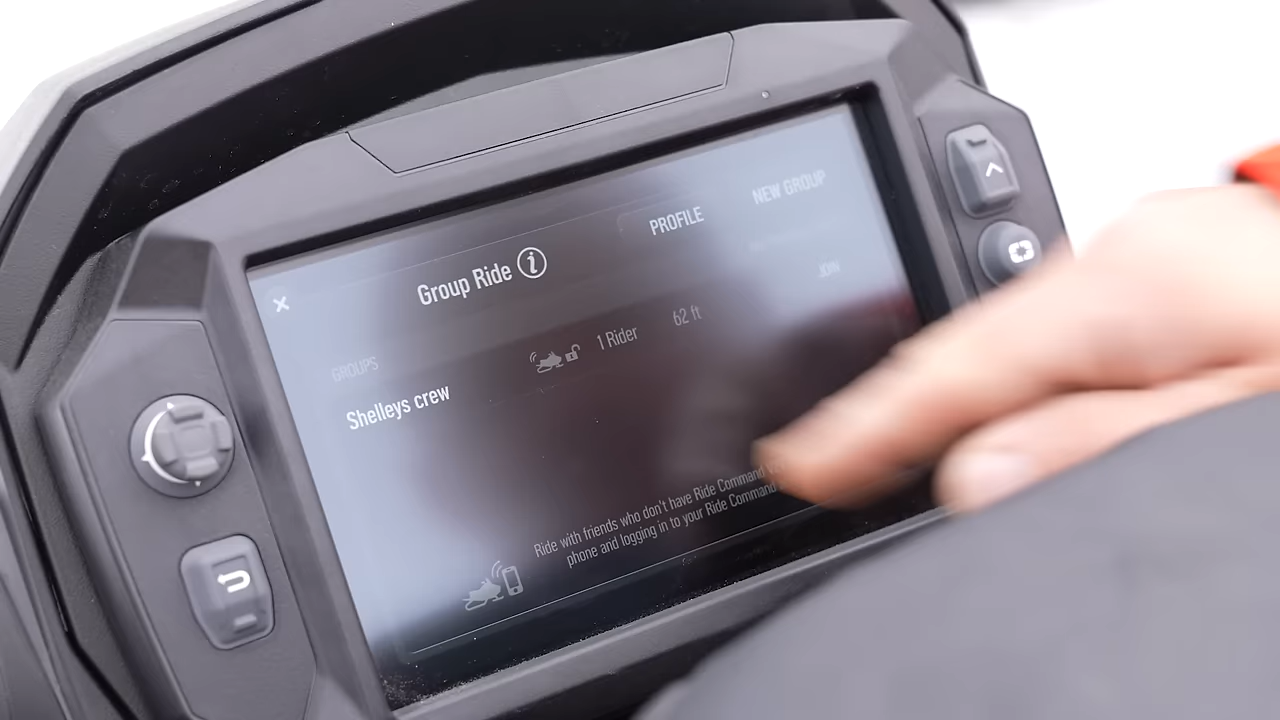 Group Ride
PROFILE
NEW GROUP
GROUPS
JOIN
Shelleys crew
1 Rider
62 ft
Ride with friends who don't have Ride Command
phone and logging in to your Ride Command